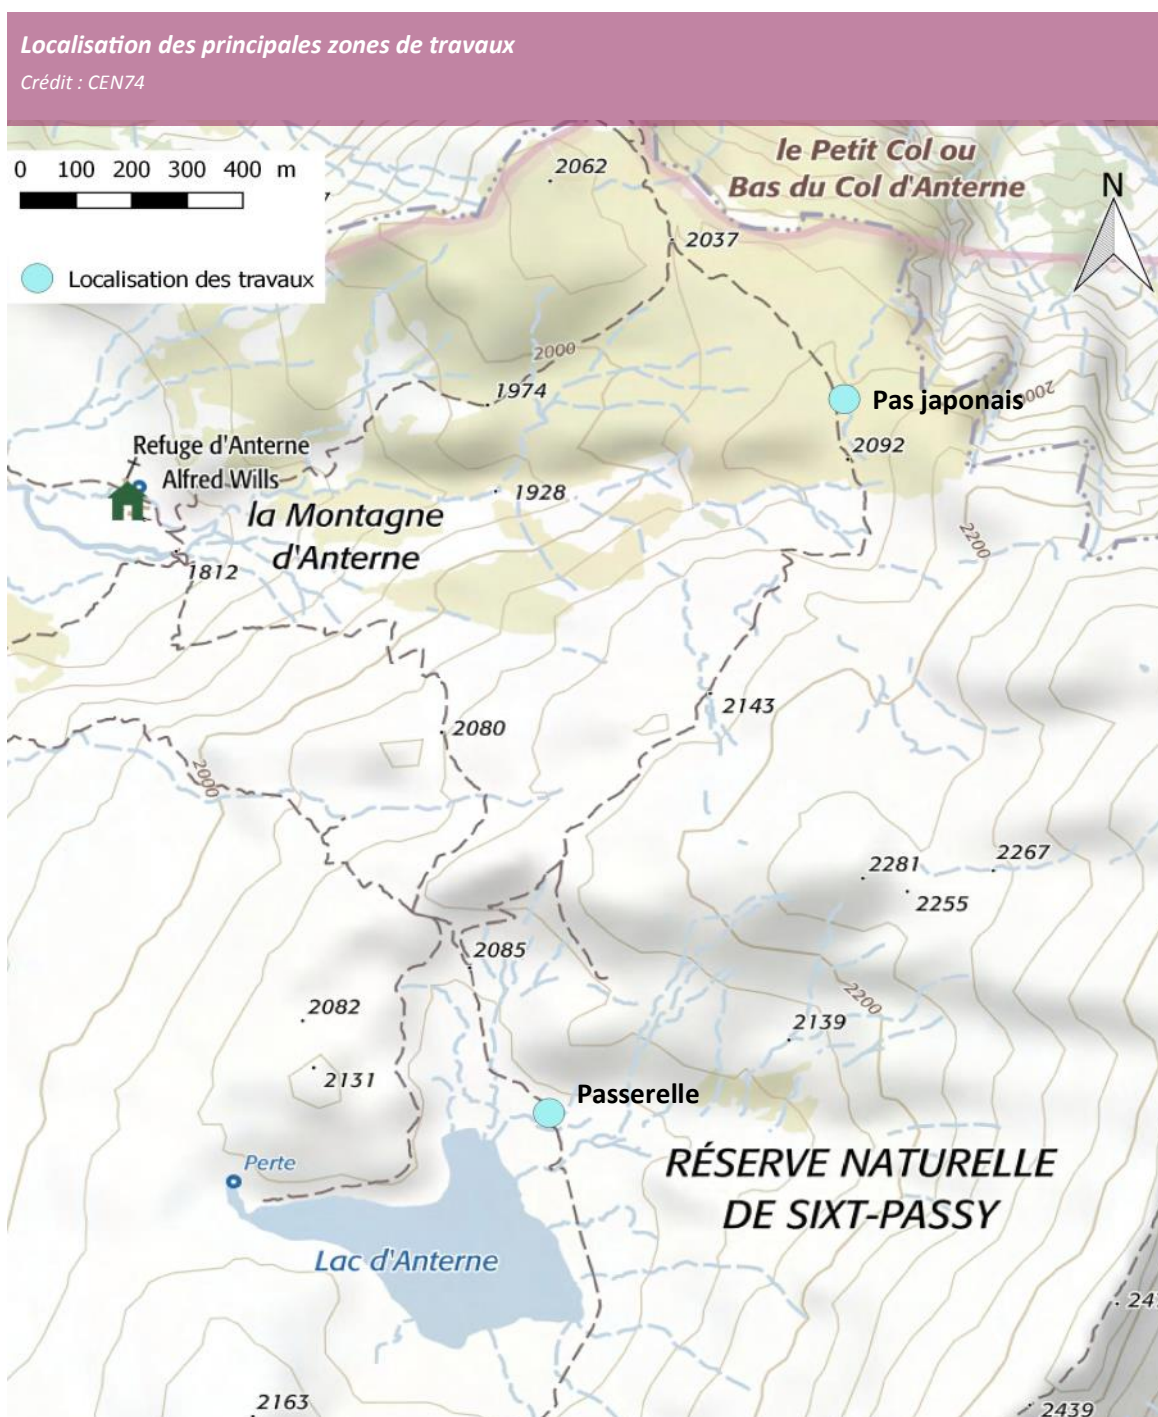 Localisation des principales zones de travaux
Crédit : CEN74
0 100 200 300 400 m
Localisation des travaux
2062
le Petit Col ou
Bas du Col d'Anterne
N
2037
2000
1974
Pas japonais
2000
2092
Refuge d'Anterne
Alfred Wills
1928
la Montagne
d'Anterne
2200
1812
2143
2080
2000
2281
2267
2255
2085
2200
2082
2139
2131
Passerelle
Perte
RÉSERVE NATURELLE
DE SIXT-PASSY
Lac d'Anterne
2163
2439